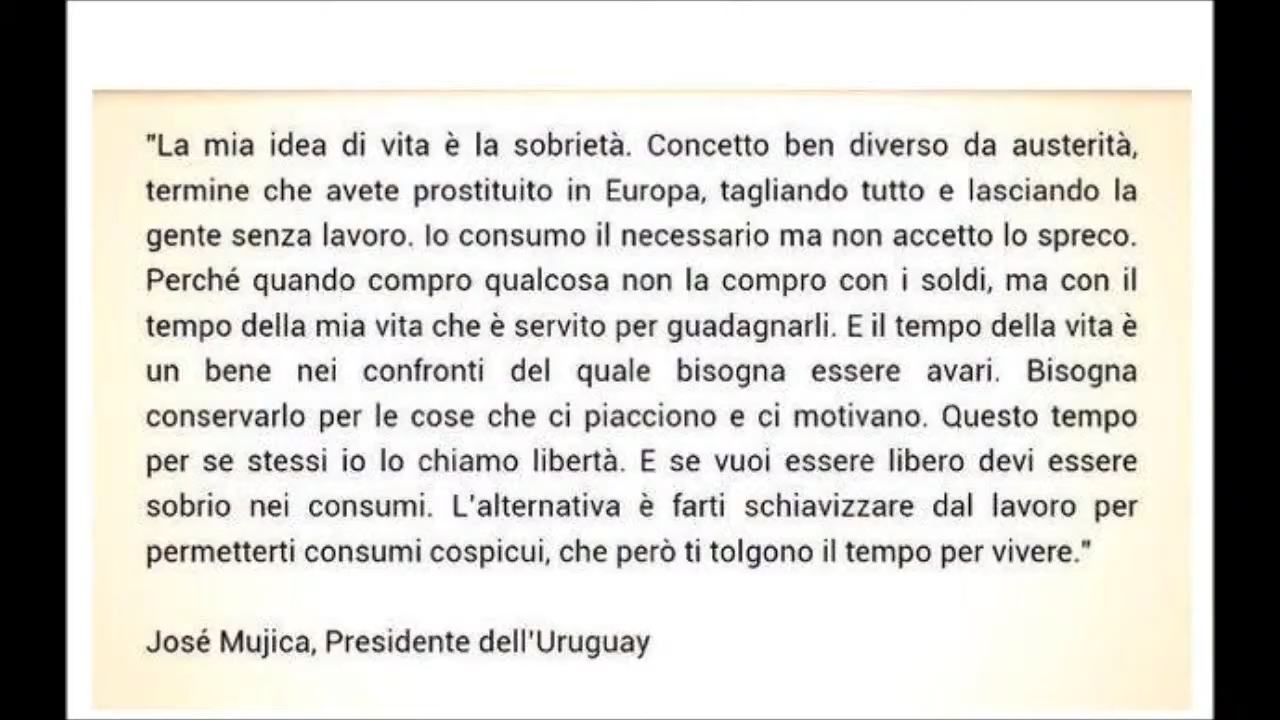 "La mia idea di vita è la sobrietà. Concetto ben diverso da austerità,
termine che avete prostituito in Europa, tagliando tutto e lasciando la
gente senza lavoro. Io consumo il necessario ma non accetto lo spreco.
Perché quando compro qualcosa non la compro con i soldi, ma con il
tempo della mia vita che è servito per guadagnarli. E il tempo della vita è
un bene nei confronti del quale bisogna essere avari. Bisogna
conservarlo per le cose che ci piacciono e ci motivano. Questo tempo
per se stessi io lo chiamo libertà. E se vuoi essere libero devi essere
sobrio nei consumi. L'alternativa è farti schiavizzare dal lavoro per
permetterti consumi cospicui, che però ti tolgono il tempo per vivere."
José Mujica, Presidente dell'Uruguay